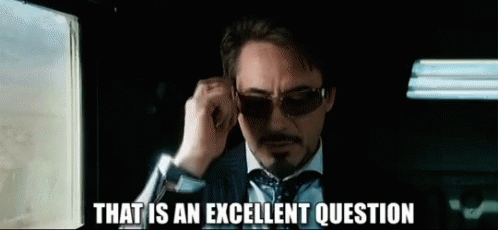 THAT IS AN EXCELLENT QUESTION